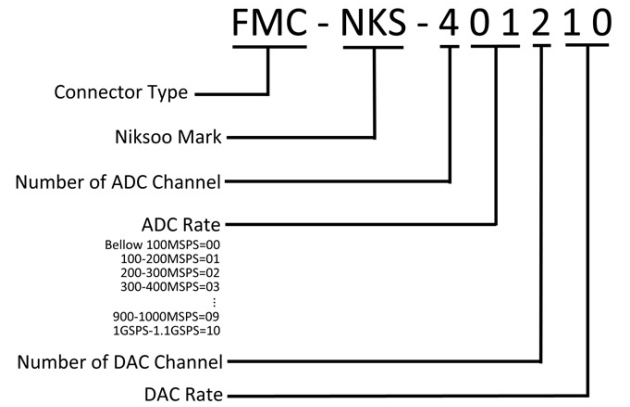 FMC - NKS - 4 0 1 2 1 0
Connector Type
Niksoo Mark
Number of ADC Channel
ADC Rate
Bellow 100MSPS=00
100-200MSPS=01
200-300MSPS=02
300-400MSPS=03
⋮
900-1000MSPS=09
1GSPS-1.1GSPS=10
Number of DAC Channel
DAC Rate